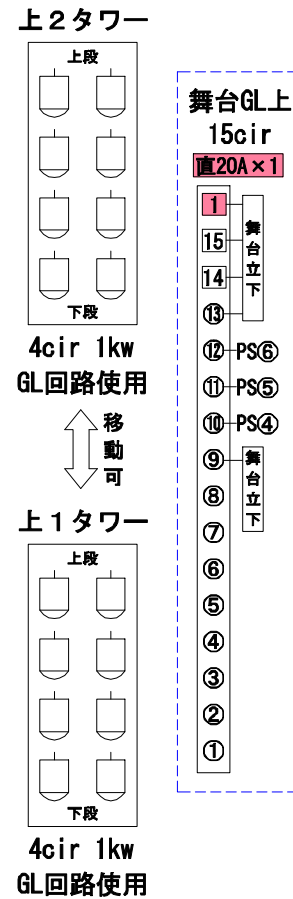 上２タワー
上段
下段
4cir 1kw
GL回路使用
移動可
上１タワー
上段
下段
4cir 1kw
GL回路使用
舞台GL上
15cir
直20A×1
1
15
14
⑬
舞台立下
⑫ PS⑥
⑪ PS⑤
⑩ PS④
⑨
舞台立下
⑧
⑦
⑥
⑤
④
③
②
①